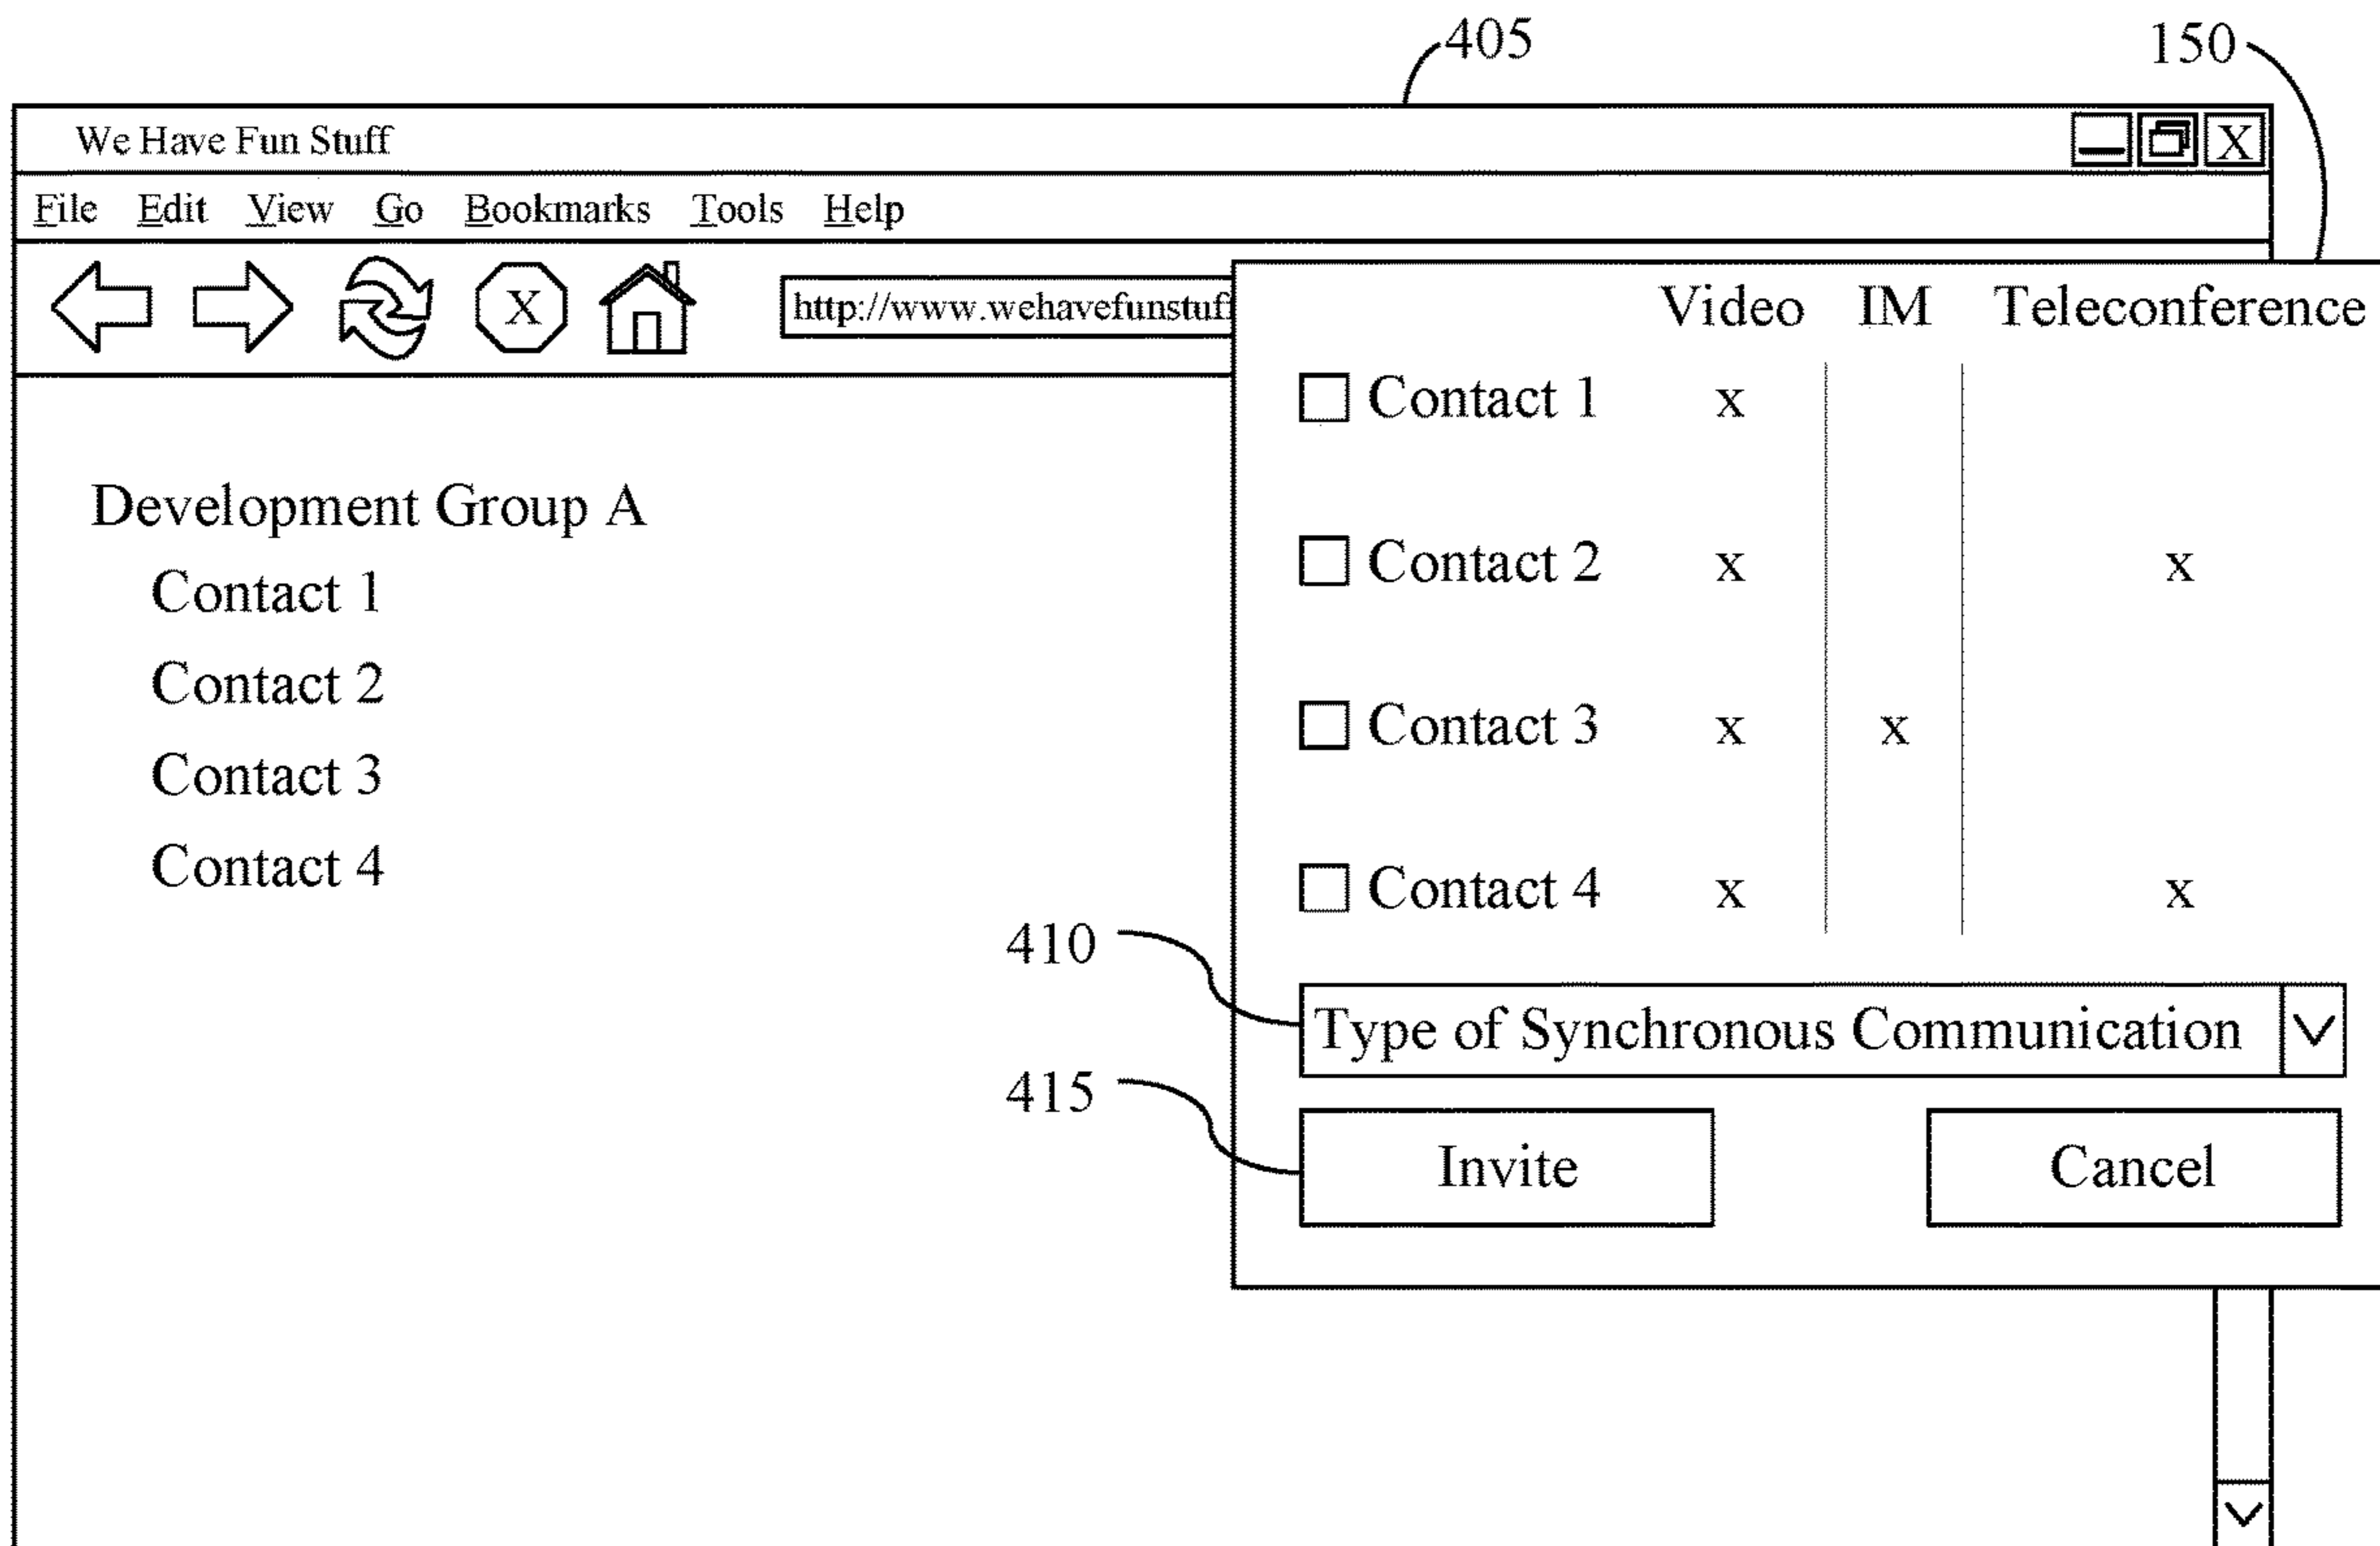 405
150
We Have Fun Stuff
X
File Edit View Go Bookmarks Tools Help
X
http://www.wehavefunstuf
Video IM Teleconference
Contact 1 x
Contact 2 x x
Contact 3 x x
Contact 4 x x
Development Group A
Contact 1
Contact 2
Contact 3
Contact 4
410
Type of Synchronous Communication
415
Invite Cancel